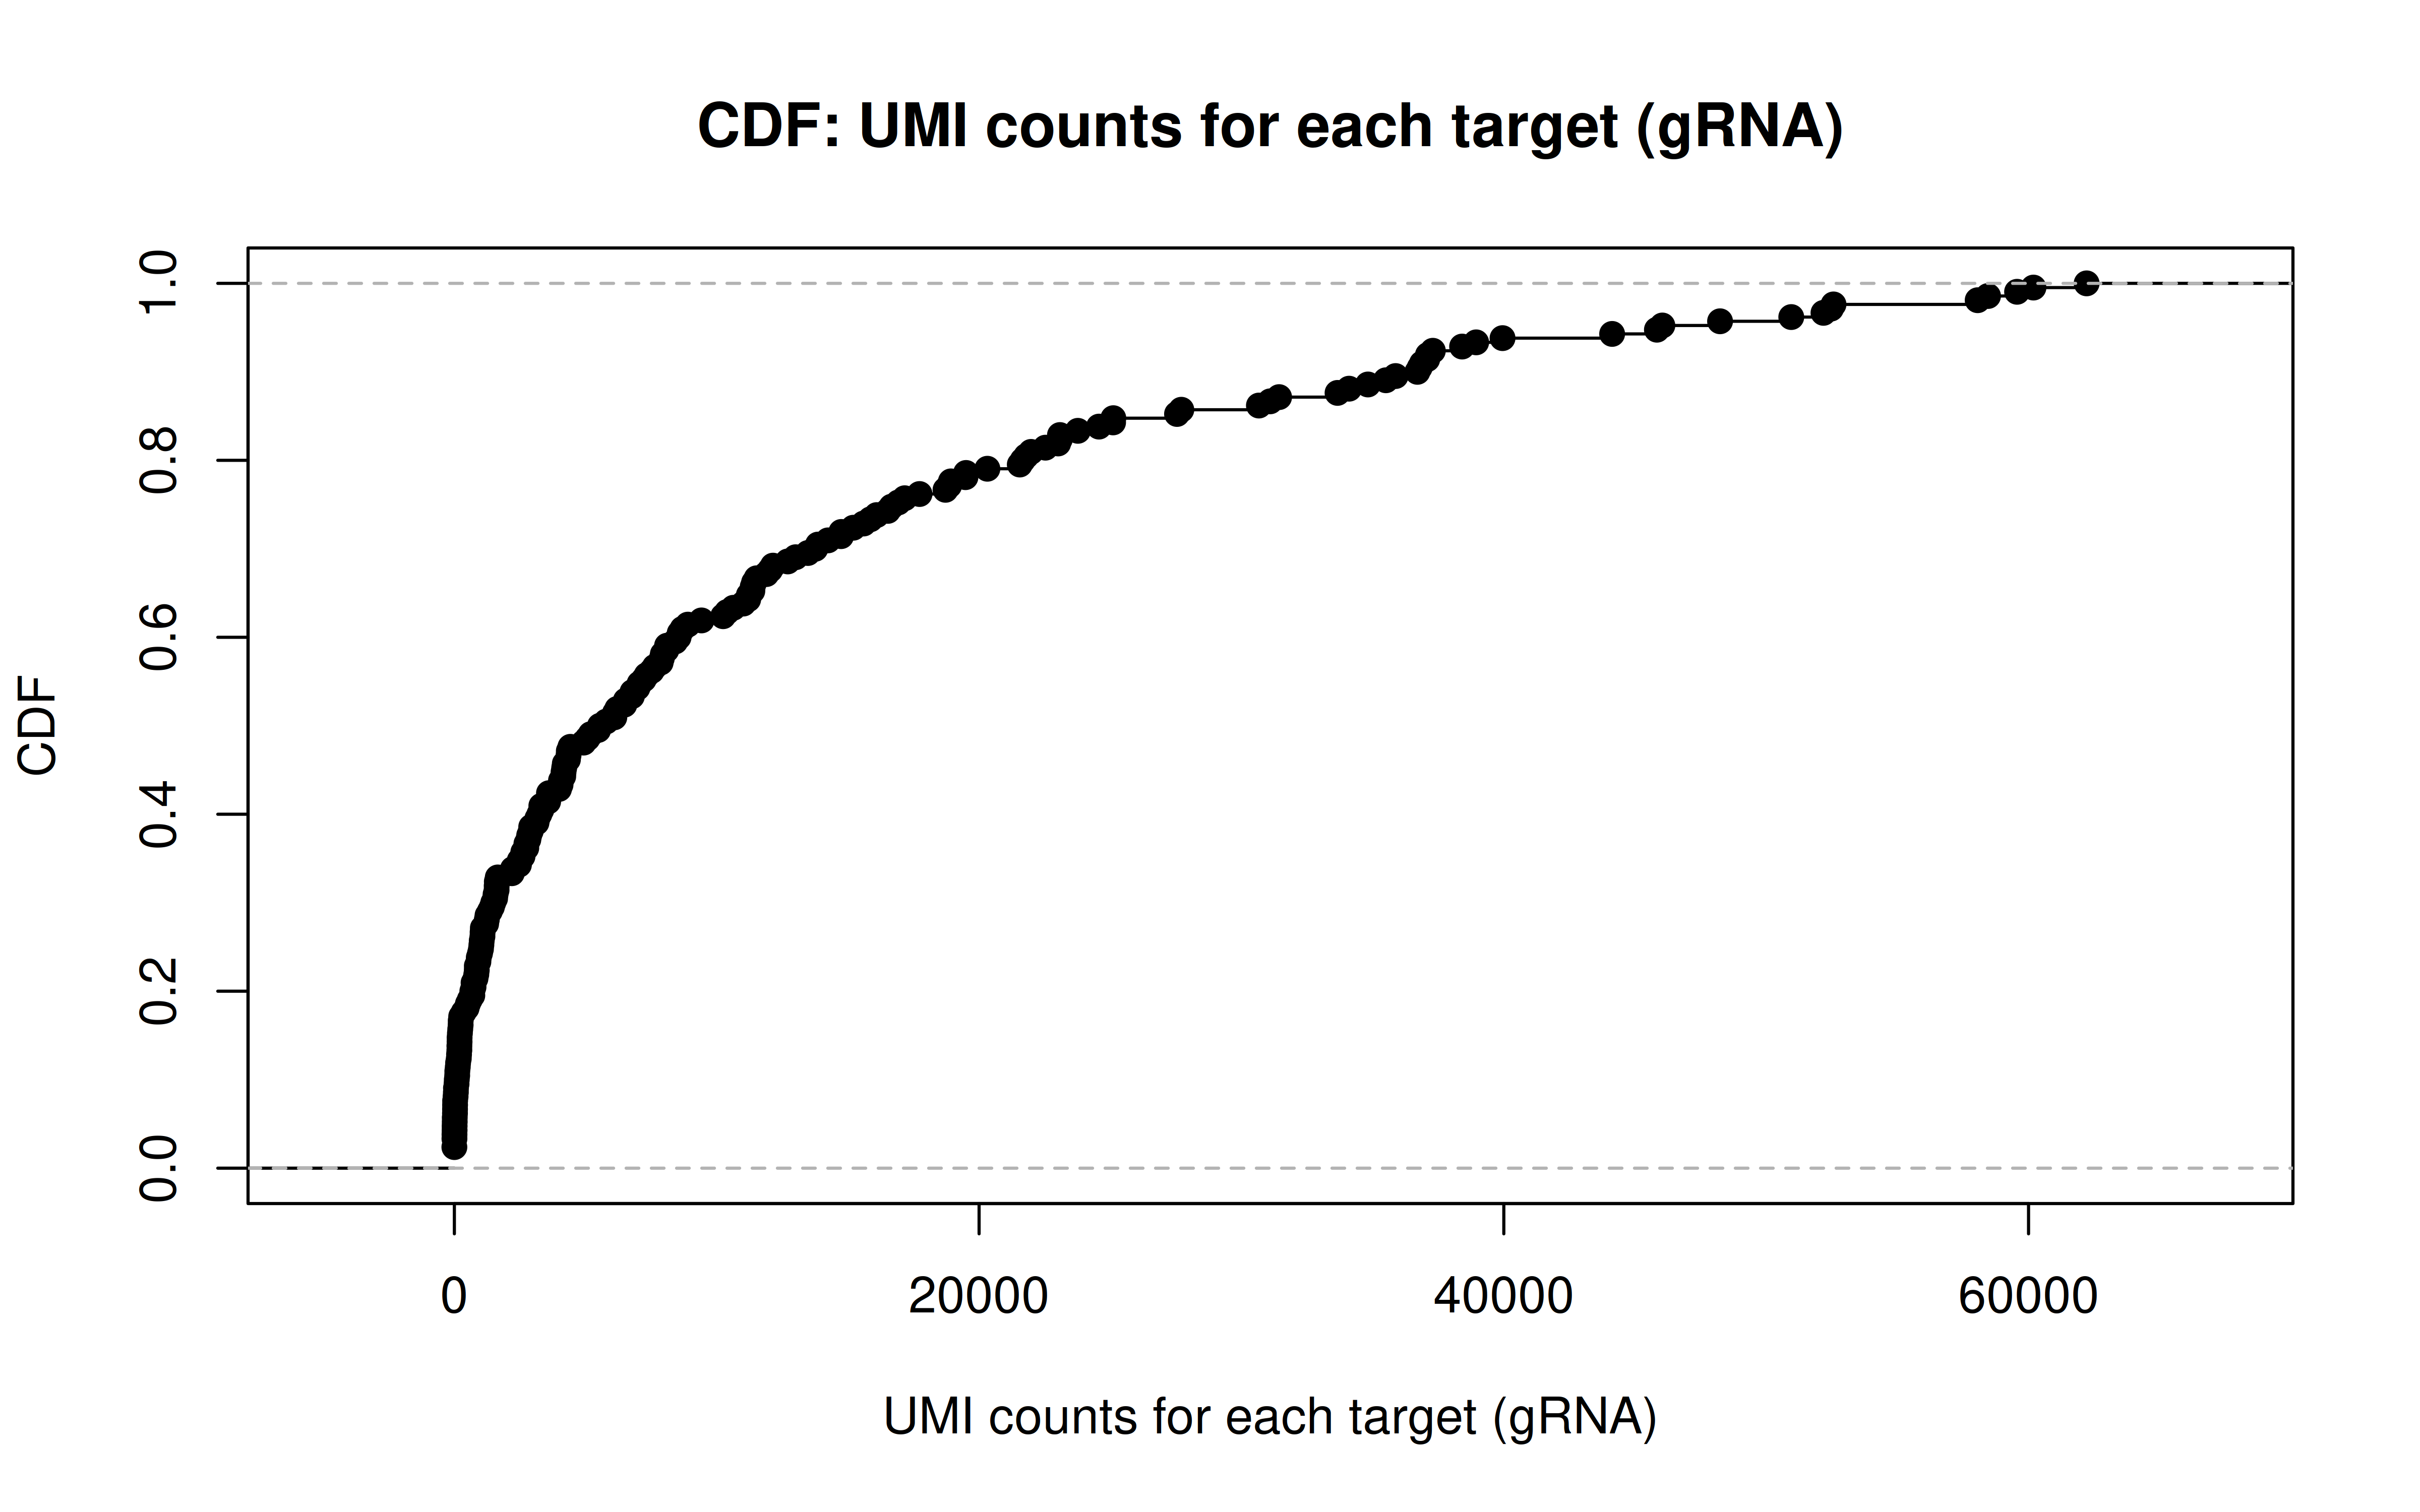 CDF: UMI counts for each target (gRNA)
1.0
0.8
0.6
0.4
0.2
0.0
CDF
0 20000 40000 60000
UMI counts for each target (gRNA)